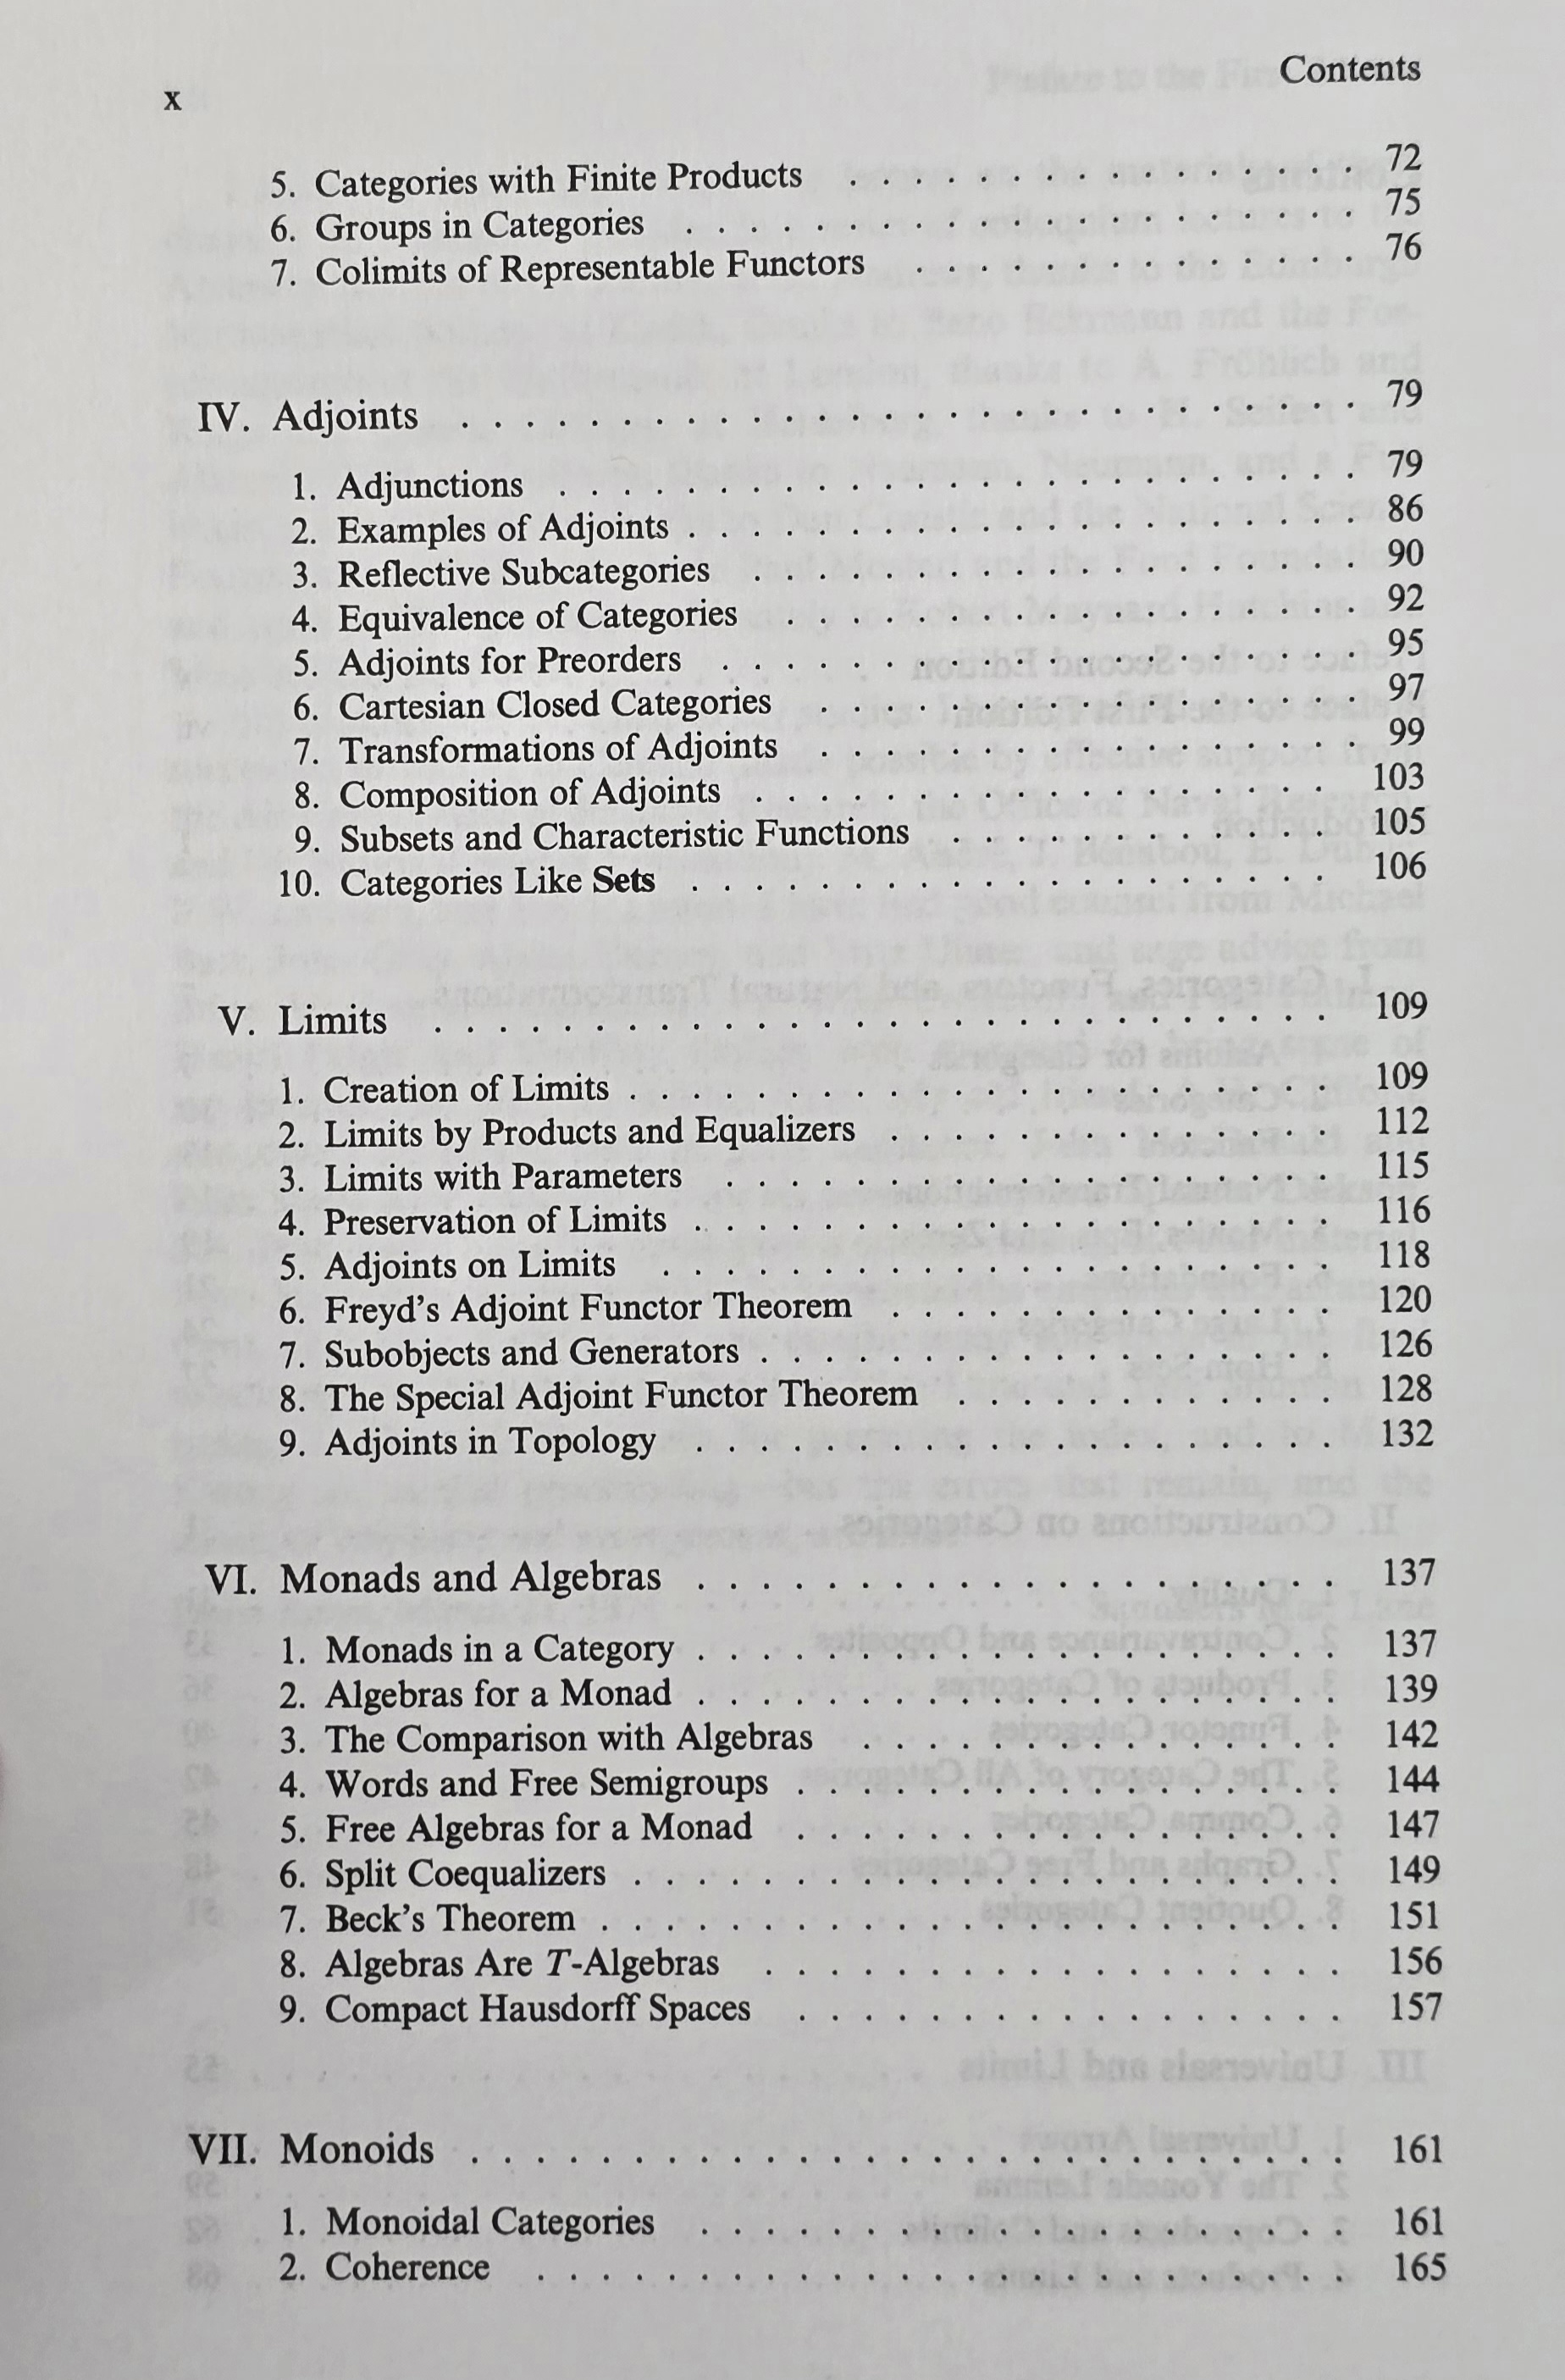 x
Contents
5. Categories with Finite Products . . . . . . . . . . . . . . . . 72
6. Groups in Categories . . . . . . . . . . . . . . . . . . . . . 75
7. Colimits of Representable Functors . . . . . . . . . . . . . . 76
IV. Adjoints . . . . . . . . . . . . . . . . . . . . . . . . . . . . 79
1. Adjunctions . . . . . . . . . . . . . . . . . . . . . . . . . 79
2. Examples of Adjoints . . . . . . . . . . . . . . . . . . . . . 86
3. Reflective Subcategories . . . . . . . . . . . . . . . . . . . 90
4. Equivalence of Categories . . . . . . . . . . . . . . . . . . 92
5. Adjoints for Preorders . . . . . . . . . . . . . . . . . . . . 95
6. Cartesian Closed Categories . . . . . . . . . . . . . . . . . 97
7. Transformations of Adjoints . . . . . . . . . . . . . . . . . 99
8. Composition of Adjoints . . . . . . . . . . . . . . . . . . 103
9. Subsets and Characteristic Functions . . . . . . . . . . . . 105
10. Categories Like Sets . . . . . . . . . . . . . . . . . . . . 106
V. Limits . . . . . . . . . . . . . . . . . . . . . . . . . . . . 109
1. Creation of Limits . . . . . . . . . . . . . . . . . . . . . . 109
2. Limits by Products and Equalizers . . . . . . . . . . . . . . 112
3. Limits with Parameters . . . . . . . . . . . . . . . . . . . 115
4. Preservation of Limits . . . . . . . . . . . . . . . . . . . . 116
5. Adjoints on Limits . . . . . . . . . . . . . . . . . . . . . 118
6. Freyd’s Adjoint Functor Theorem . . . . . . . . . . . . . . 120
7. Subobjects and Generators . . . . . . . . . . . . . . . . . . 126
8. The Special Adjoint Functor Theorem . . . . . . . . . . . . 128
9. Adjoints in Topology . . . . . . . . . . . . . . . . . . . . 132
VI. Monads and Algebras . . . . . . . . . . . . . . . . . . . . 137
1. Monads in a Category . . . . . . . . . . . . . . . . . . . . 137
2. Algebras for a Monad . . . . . . . . . . . . . . . . . . . . 139
3. The Comparison with Algebras . . . . . . . . . . . . . . . 142
4. Words and Free Semigroups . . . . . . . . . . . . . . . . . 144
5. Free Algebras for a Monad . . . . . . . . . . . . . . . . . 147
6. Split Coequalizers . . . . . . . . . . . . . . . . . . . . . . 149
7. Beck’s Theorem . . . . . . . . . . . . . . . . . . . . . . . 151
8. Algebras Are T-Algebras . . . . . . . . . . . . . . . . . . 156
9. Compact Hausdorff Spaces . . . . . . . . . . . . . . . . . 157
VII. Monoids . . . . . . . . . . . . . . . . . . . . . . . . . . . 161
1. Monoidal Categories . . . . . . . . . . . . . . . . . . . . 161
2. Coherence . . . . . . . . . . . . . . . . . . . . . . . . . 165